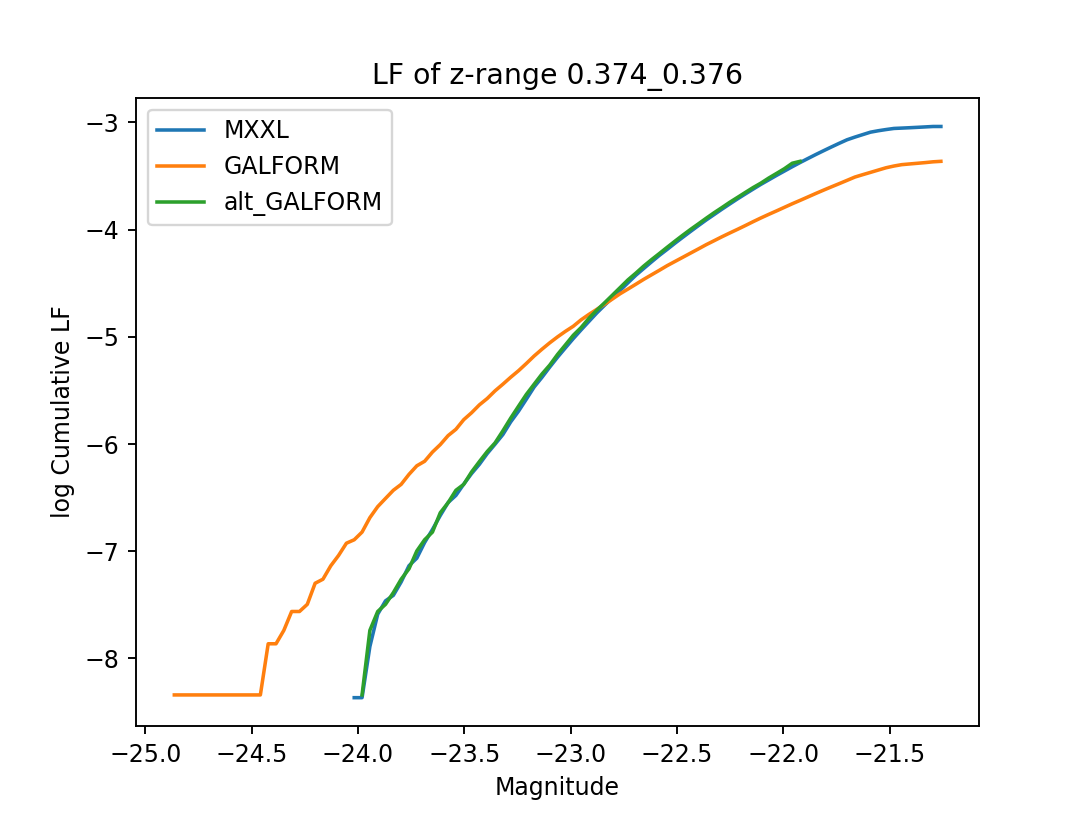 LF of z-range 0.374_0.376
MXXL
GALFORM
alt_GALFORM
−3
−4
−5
−6
−7
−8
log Cumulative LF
−25.0 −24.5 −24.0 −23.5 −23.0 −22.5 −22.0 −21.5
Magnitude